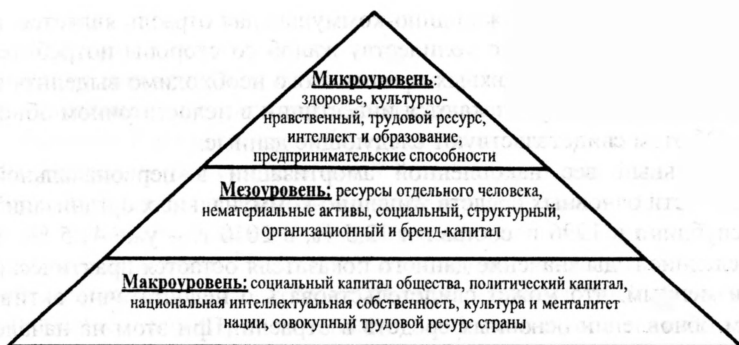 Микроуровень:
здоровье, культурно-
нравственный, трудовой ресурс,
интеллект и образование,
предпринимательские способности
Мезоуровень: ресурсы отдельного человека,
нематериальные активы, социальный, структурный,
организационный и бренд-капитал
Макроуровень: социальный капитал общества, политический капитал,
национальная интеллектуальная собственность, культура и менталитет
нации, совокупный трудовой ресурс страны